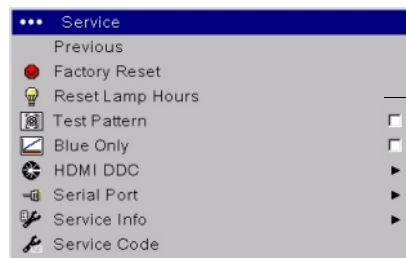 Service
Previous
Factory Reset
Reset Lamp Hours
Test Pattern
Blue Only
HDMI DDC
Serial Port
Service Info
Service Code